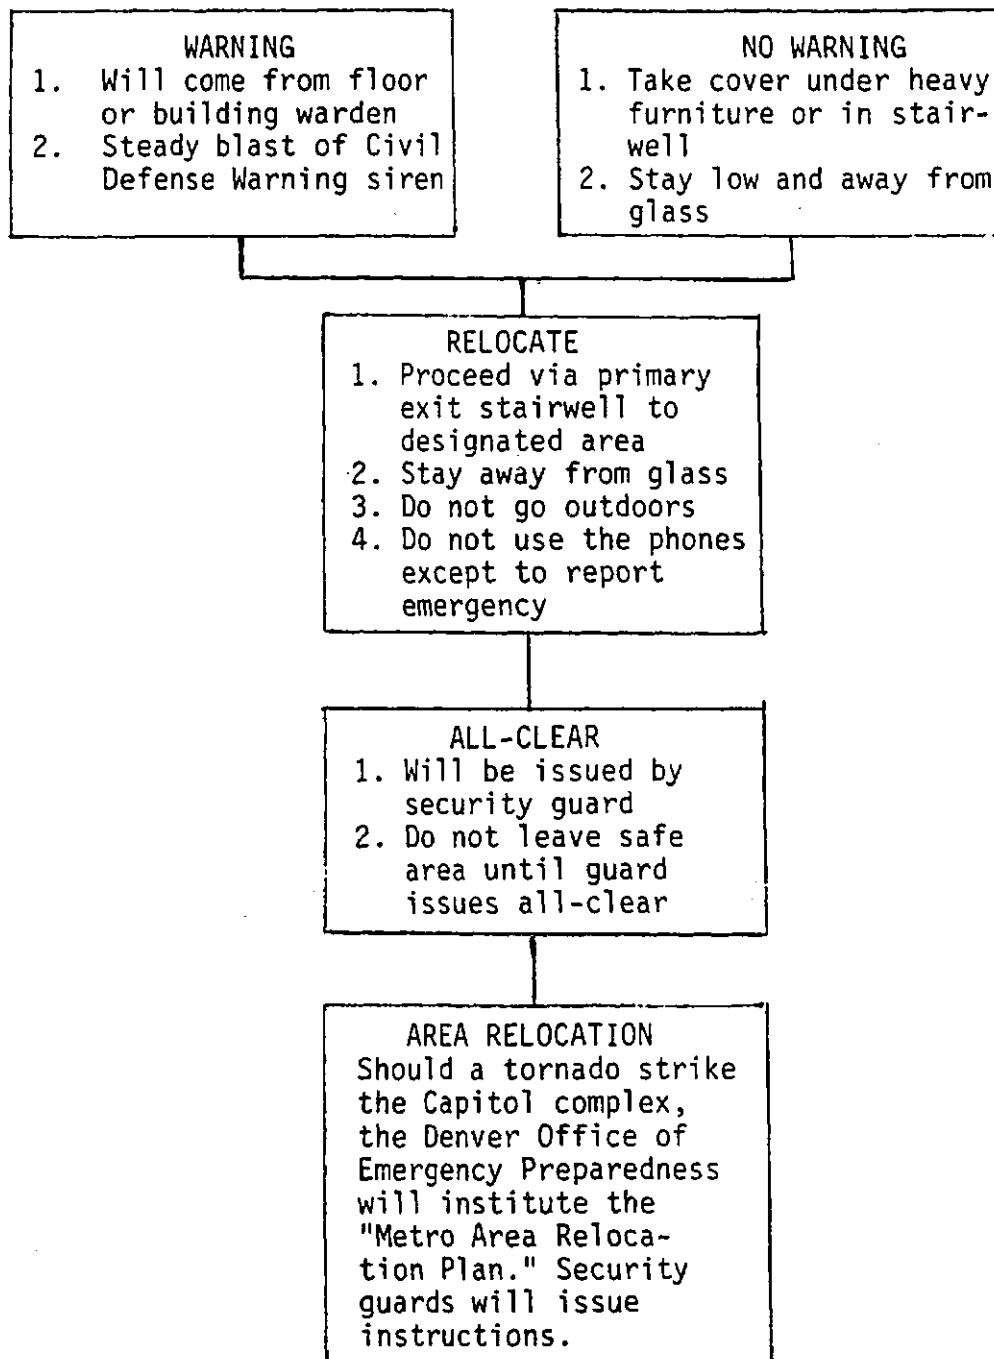 WARNING
1. Will come from floor
or building warden
2. Steady blast of Civil
Defense Warning siren
NO WARNING
1. Take cover under heavy
furniture or in stair-
well
2. Stay low and away from
glass
RELOCATE
1. Proceed via primary
exit stairwell to
designated area
2. Stay away from glass
3. Do not go outdoors
4. Do not use the phones
except to report
emergency
ALL-CLEAR
1. Will be issued by
security guard
2. Do not leave safe
area until guard
issues all-clear
AREA RELOCATION
Should a tornado strike
the Capitol complex,
the Denver Office of
Emergency Preparedness
will institute the
"Metro Area Reloca-
tion Plan." Security
guards will issue
instructions.